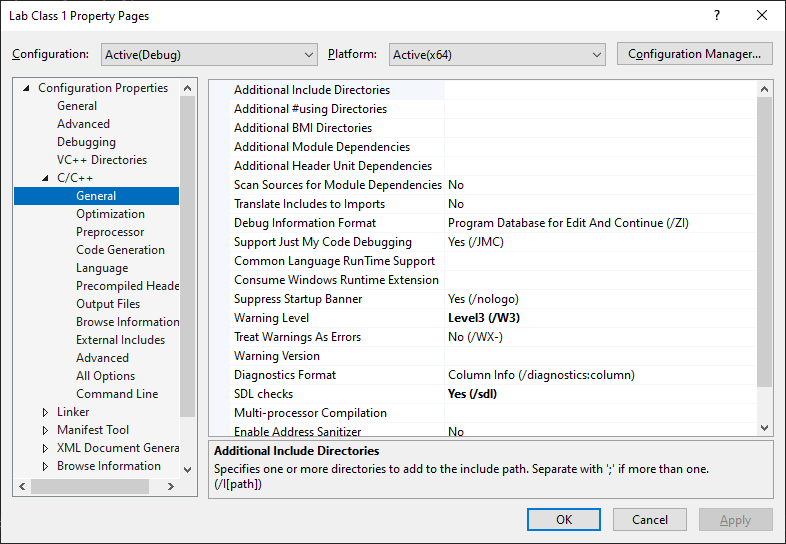 Lab Class 1 Property Pages
Configuration: Active(Debug) Platform: Active(x64) Configuration Manager...
Configuration Properties
General
Advanced
Debugging
VC++ Directories
C/C++
General
Optimization
Preprocessor
Code Generation
Language
Precompiled Heade
Output Files
Browse Information
External Includes
Advanced
All Options
Command Line
Linker
Manifest Tool
XML Document Genera
Browse Information
Additional Include Directories
Additional #using Directories
Additional BMI Directories
Additional Module Dependencies
Additional Header Unit Dependencies
Scan Sources for Module Dependencies No
Translate Includes to Imports No
Debug Information Format Program Database for Edit And Continue (/ZI)
Support Just My Code Debugging Yes (/JMC)
Common Language RunTime Support
Consume Windows Runtime Extension
Suppress Startup Banner Yes (/nologo)
Warning Level Level3 (/W3)
Treat Warnings As Errors No (/WX-)
Warning Version
Diagnostics Format Column Info (/diagnostics:column)
SDL checks Yes (/sdl)
Multi-processor Compilation
Enable Address Sanitizer No
Additional Include Directories
Specifies one or more directories to add to the include path. Separate with ';' if more than one.
(/I[path])
OK Cancel Apply